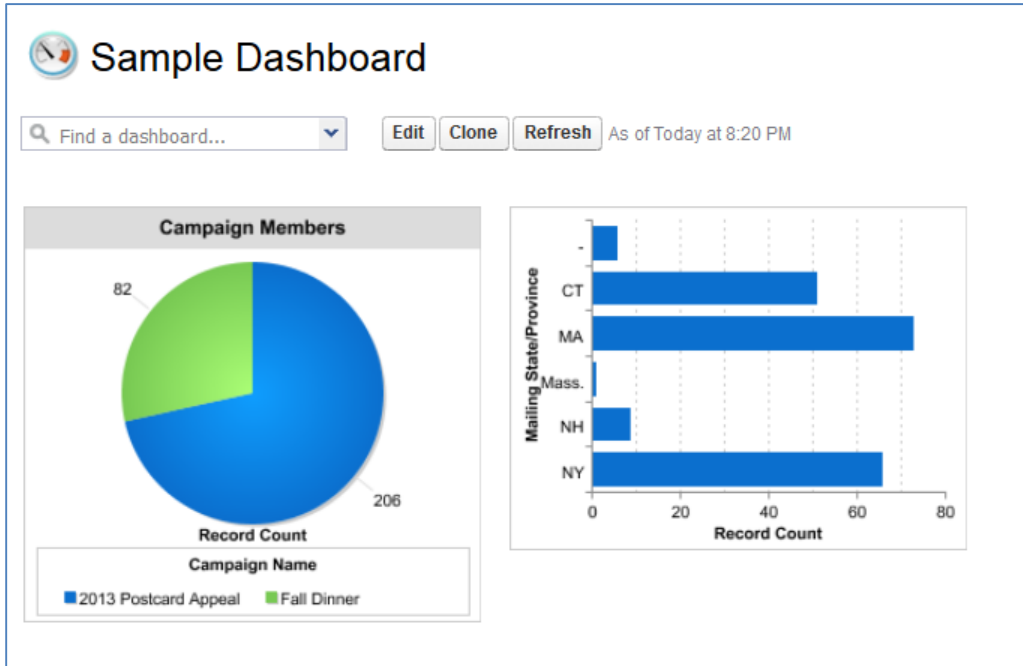 Sample Dashboard
Find a dashboard...
Edit Clone Refresh As of Today at 8:20 PM
Campaign Members
82
206
Record Count
Campaign Name
2013 Postcard Appeal Fall Dinner
Mailing State/Province
-
CT
MA
Mass.
NH
NY
0 20 40 60 80
Record Count